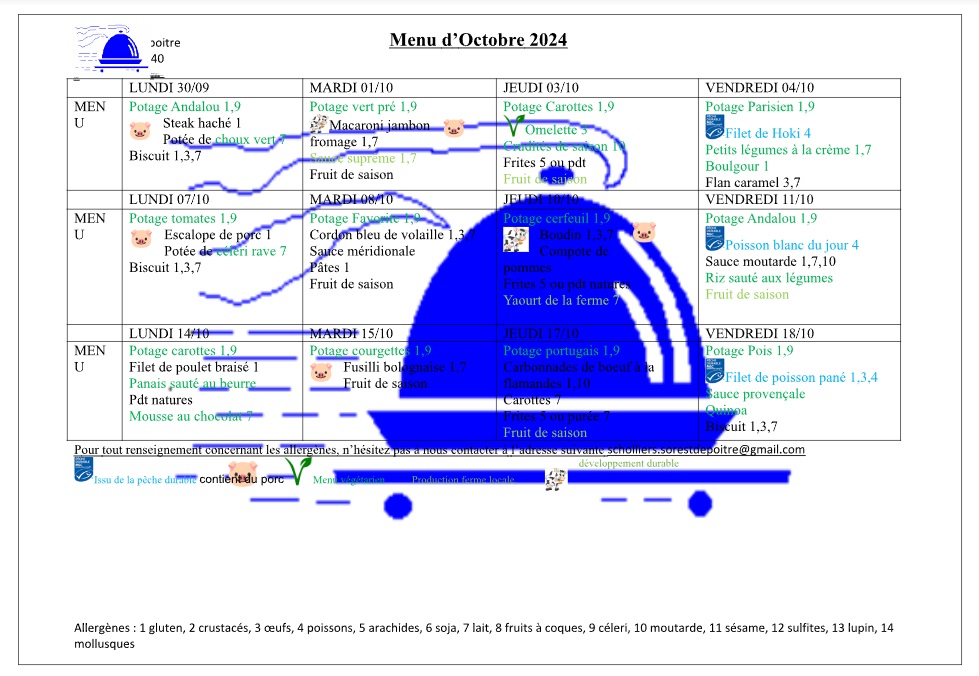 Menu d'Octobre 2024
poitre
40
LUNDI 30/09
MARDI 01/10
JEUDI 03/10
VENDREDI 04/10
MEN
U
Potage Andalou 1,9
Steak haché 1
Potée de choux vert 7
Biscuit 1,3,7
Potage vert pré 1,9
Macaroni jambon
fromage 1,7
Sauce supreme 1,7
Fruit de saison
Potage Carottes 1,9
Omelette 3
Crudités de saison 10
Frites 5 ou pdt
Fruit de saison
Potage Parisien 1,9
Filet de Hoki 4
Petits légumes à la crème 1,7
Boulgour 1
Flan caramel 3,7
LUNDI 07/10
MARDI 08/10
JEUDI 10/10
VENDREDI 11/10
MEN
U
Potage tomates 1,9
Escalope de porc 1
Potée de céleri rave 7
Biscuit 1,3,7
Potage Favorite 1,9
Cordon bleu de volaille 1,3,7
Sauce méridionale
Pâtes 1
Fruit de saison
Potage cerfeuil 1,9
Boudin 1,3,7
Compote de
pommes
Frites 5 ou pdt natures
Yaourt de la ferme 7
Potage Andalou 1,9
Poisson blanc du jour 4
Sauce moutarde 1,7,10
Riz sauté aux légumes
Fruit de saison
LUNDI 14/10
MARDI 15/10
JEUDI 17/10
VENDREDI 18/10
MEN
U
Potage carottes 1,9
Filet de poulet braisé 1
Panais sauté au beurre
Pdt natures
Mousse au chocolat 7
Potage courgettes 1,9
Fusilli bolognaise 1,7
Fruit de saison
Potage portugais 1,9
Carbonnades de boeuf à la
flamandes 1,10
Carottes 7
Frites 5 ou purée 7
Fruit de saison
Potage Pois 1,9
Filet de poisson pané 1,3,4
Sauce provençale
Quinoa
Biscuit 1,3,7
Pour tout renseignement concernant les allergènes, n'hésitez pas à nous contacter à l'adresse suivante scholliers.sorestdepoitre@gmail.com
développement durable
Issu de la pêche durable contient du porc Menu végétarien Production ferme locale
Allergènes : 1 gluten, 2 crustacés, 3 œufs, 4 poissons, 5 arachides, 6 soja, 7 lait, 8 fruits à coques, 9 céleri, 10 moutarde, 11 sésame, 12 sulfites, 13 lupin, 14
mollusques